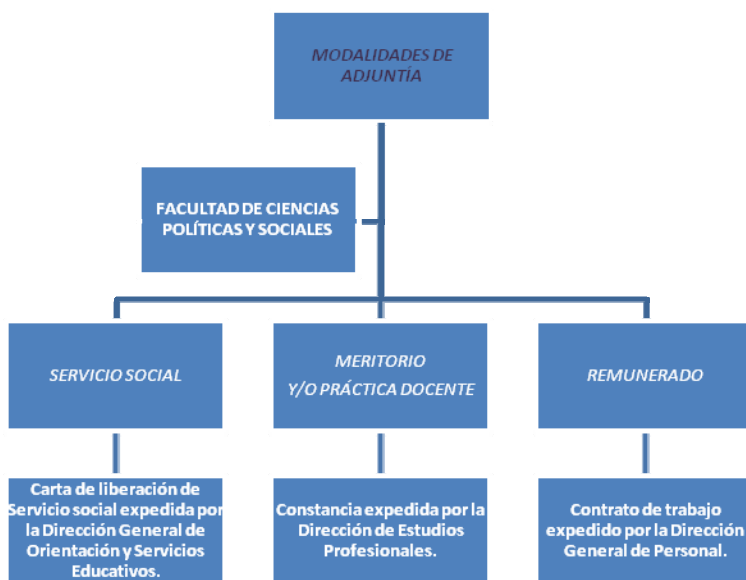 MODALIDADES DE
ADJUNTÍA
FACULTAD DE CIENCIAS
POLÍTICAS Y SOCIALES
SERVICIO SOCIAL
MERITORIO
Y/O PRÁCTICA DOCENTE
REMUNERADO
Carta de liberación de
Servicio social expedida por
la Dirección General de
Orientación y Servicios
Educativos.
Constancia expedida por la
Dirección de Estudios
Profesionales.
Contrato de trabajo
expedido por la Dirección
General de Personal.